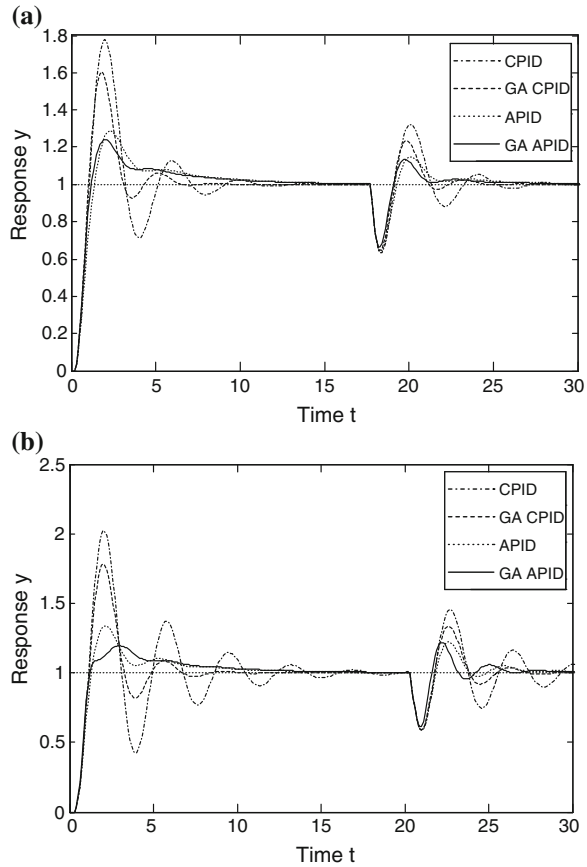 (a)
1.8
1.6
1.4
1.2
1
0.8
0.6
0.4
0.2
0
Response y
CPID
GA CPID
APID
GA APID
0 5 10 15 20 25 30
Time t
(b)
2.5
2
1.5
1
0.5
0
Response y
CPID
GA CPID
APID
GA APID
0 5 10 15 20 25 30
Time t